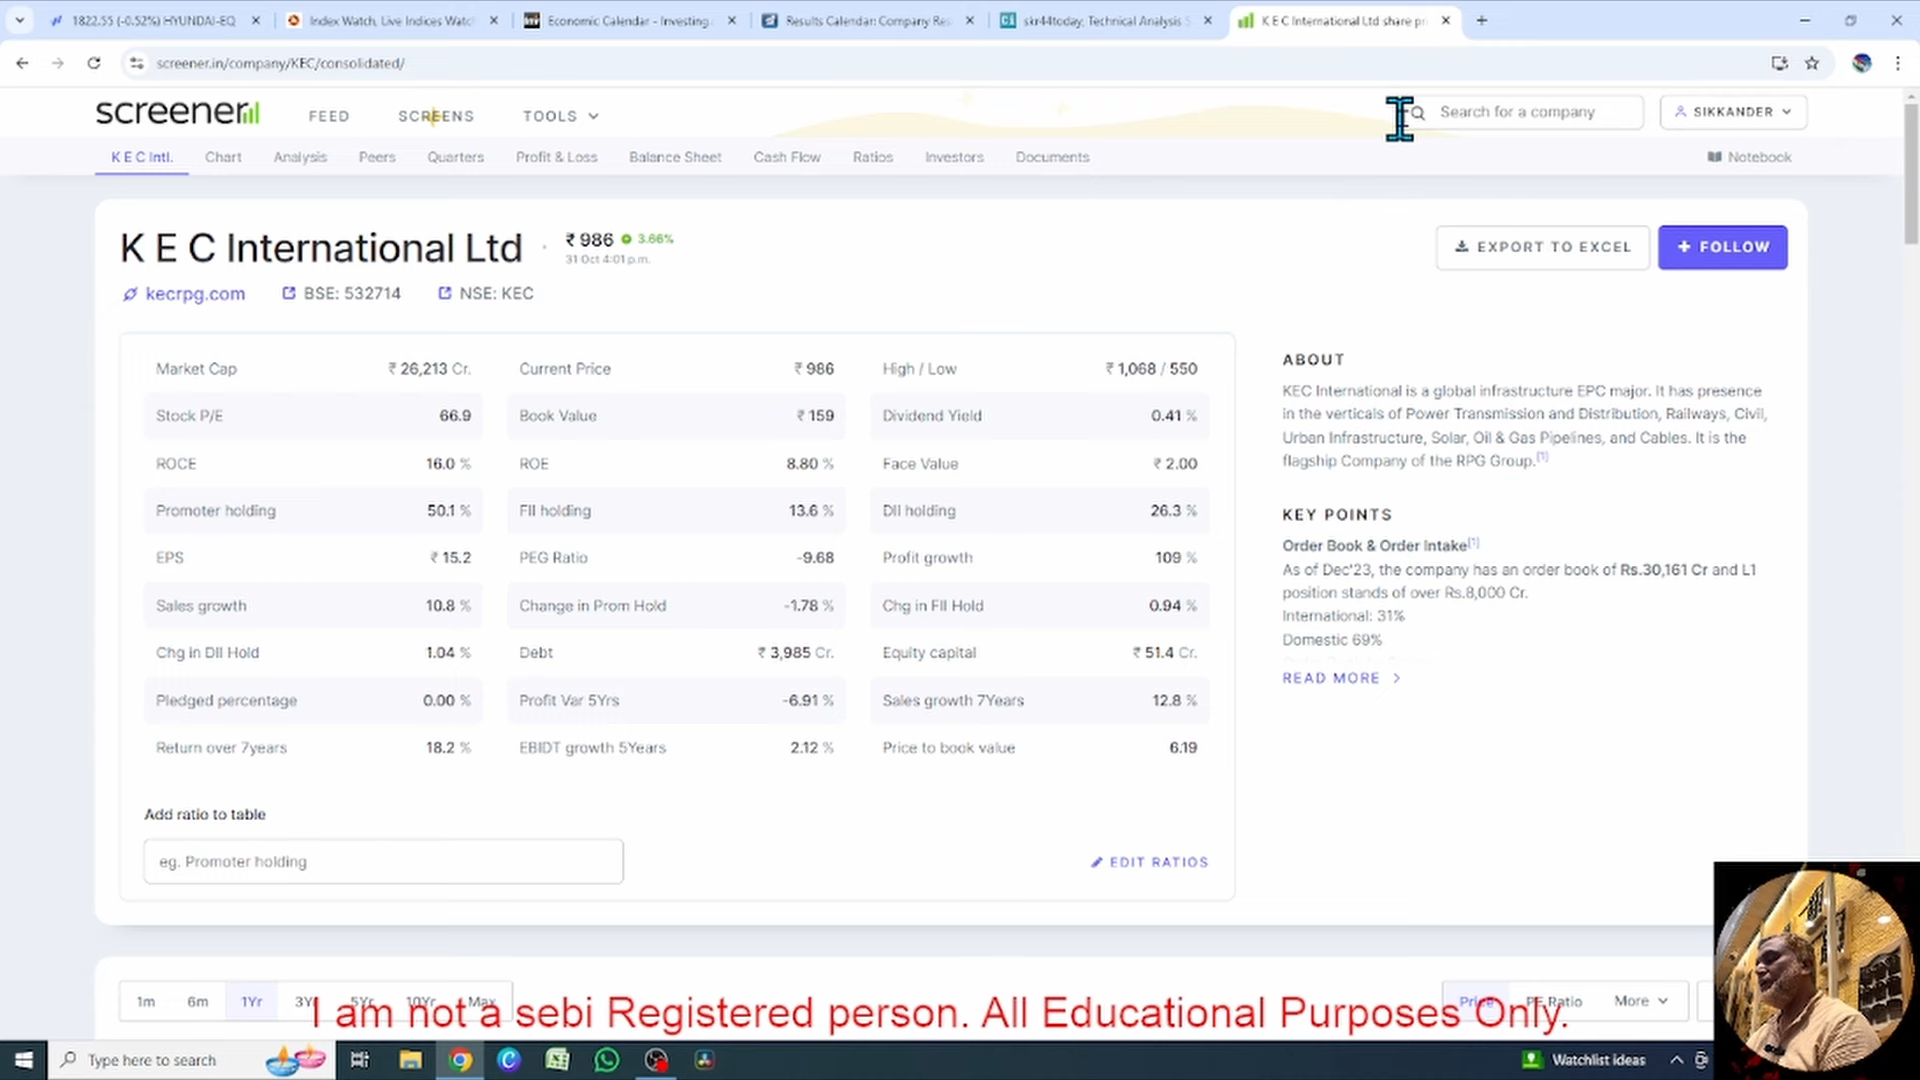 1822.55 (-0.52%) HYUNDAI-EQ
Index Watch, Live Indices Watc
Economic Calendar - Investing
Results Calendar: Company Res
skr44today, Technical Analysis S
K E C International Ltd share pri
screener.in/company/KEC/consolidated/
screener
FEED
SCREENS
TOOLS
Search for a company
SIKKANDER
K E C Intl.
Chart
Analysis
Peers
Quarters
Profit & Loss
Balance Sheet
Cash Flow
Ratios
Investors
Documents
Notebook
K E C International Ltd
₹ 986 3.66%
31 Oct 4:01 p.m.
EXPORT TO EXCEL
+ FOLLOW
kecrpg.com
BSE: 532714
NSE: KEC
Market Cap ₹ 26,213 Cr.
Current Price ₹ 986
High / Low ₹ 1,068 / 550
Stock P/E 66.9
Book Value ₹ 159
Dividend Yield 0.41 %
ROCE 16.0 %
ROE 8.80 %
Face Value ₹ 2.00
Promoter holding 50.1 %
FII holding 13.6 %
DII holding 26.3 %
EPS ₹ 15.2
PEG Ratio -9.68
Profit growth 109 %
Sales growth 10.8 %
Change in Prom Hold -1.78 %
Chg in FII Hold 0.94 %
Chg in DII Hold 1.04 %
Debt ₹ 3,985 Cr.
Equity capital ₹ 51.4 Cr.
Pledged percentage 0.00 %
Profit Var 5Yrs -6.91 %
Sales growth 7Years 12.8 %
Return over 7years 18.2 %
EBIDT growth 5Years 2.12 %
Price to book value 6.19
Add ratio to table
eg. Promoter holding
EDIT RATIOS
ABOUT
KEC International is a global infrastructure EPC major. It has presence
in the verticals of Power Transmission and Distribution, Railways, Civil,
Urban Infrastructure, Solar, Oil & Gas Pipelines, and Cables. It is the
flagship Company of the RPG Group.[1]
KEY POINTS
Order Book & Order Intake[1]
As of Dec'23, the company has an order book of Rs.30,161 Cr and L1
position stands of over Rs.8,000 Cr.
International: 31%
Domestic 69%
READ MORE
1m
6m
1Yr
3Yr
5Yr
10Yr
Max
Price
PE Ratio
More
I am not a sebi Registered person. All Educational Purposes Only.
Type here to search
Watchlist ideas